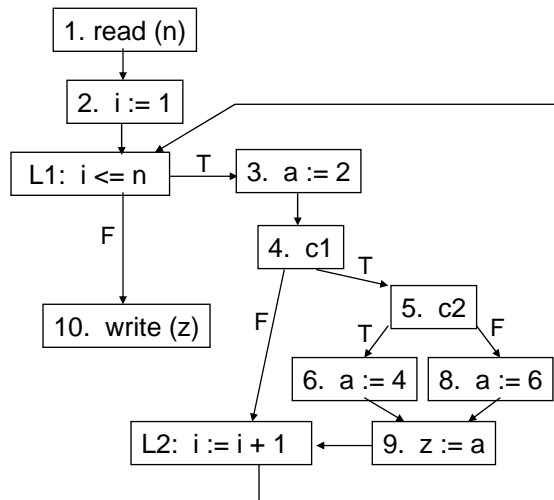 1. read (n)
2. i := 1
L1: i <= n
T
3. a := 2
F
4. c1
T
5. c2
10. write (z)
F
T
F
6. a := 4
8. a := 6
L2: i := i + 1
9. z := a